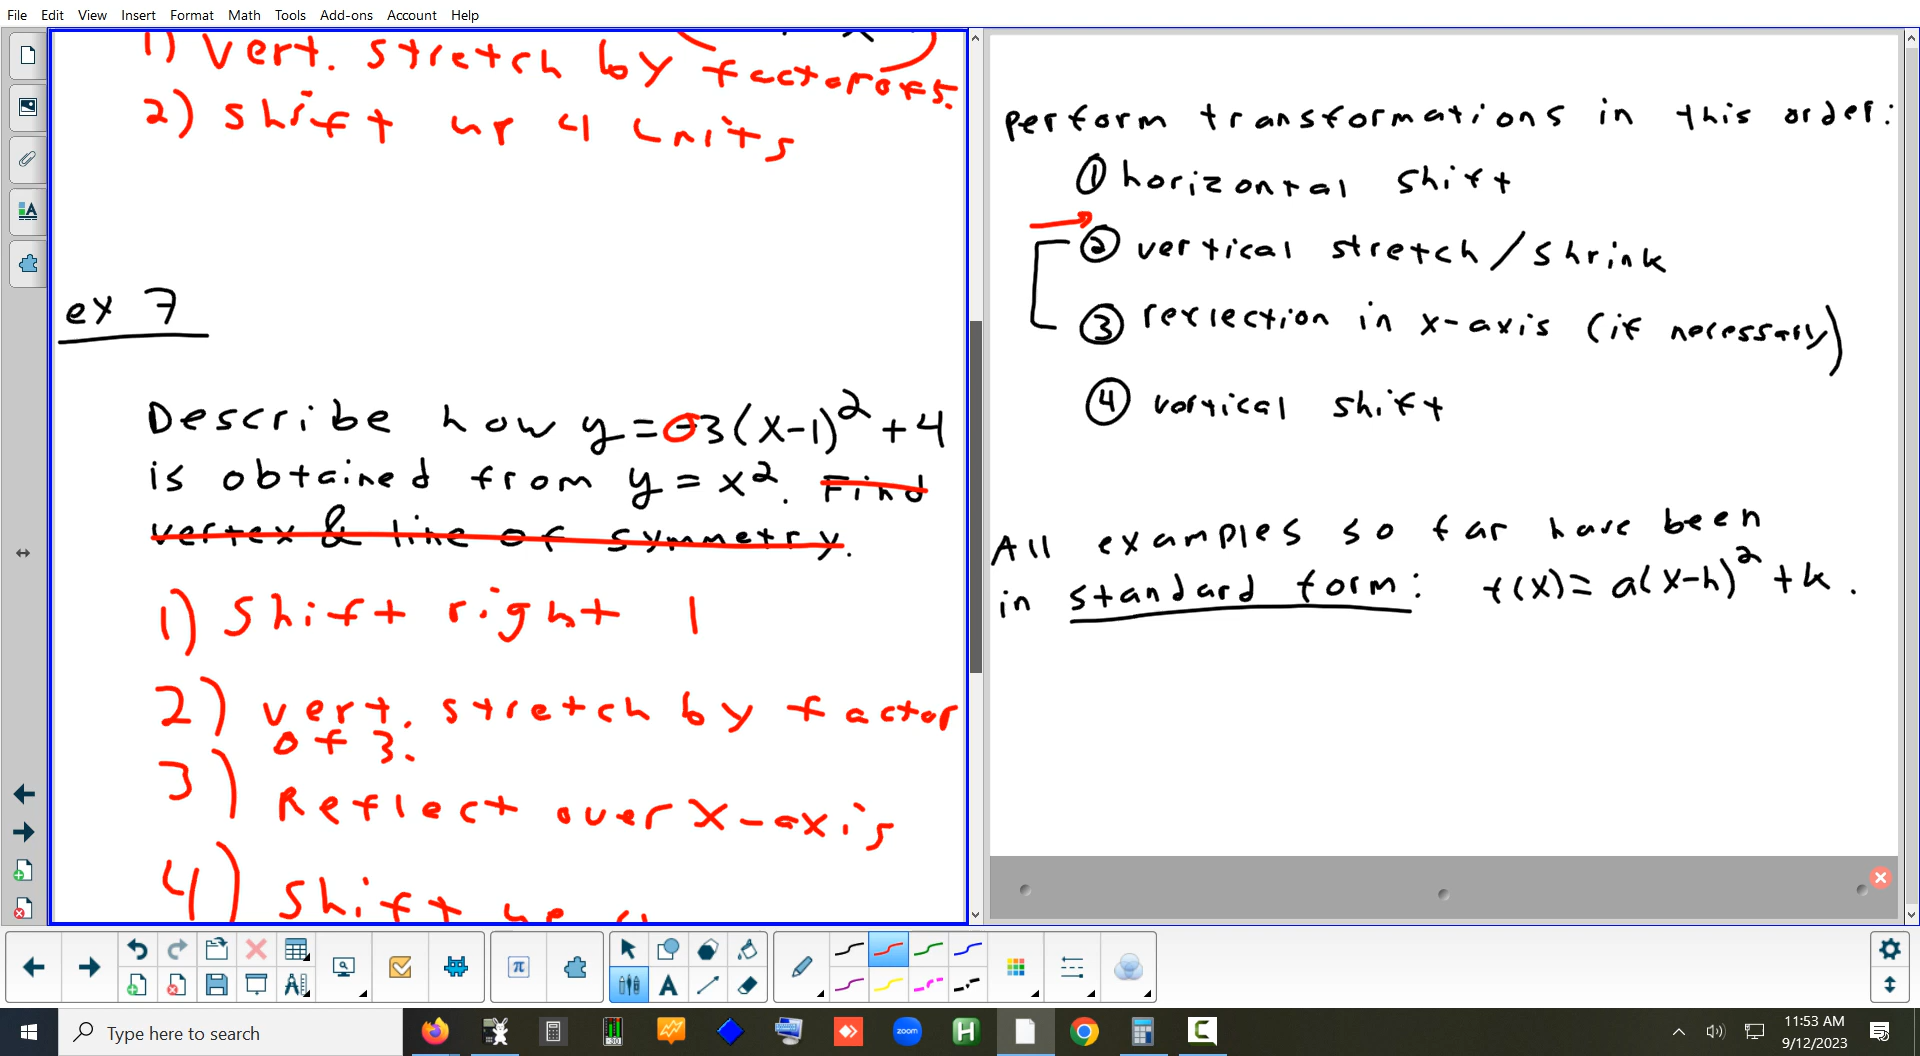 File Edit View Insert Format Math Tools Add-ons Account Help
1) vert. stretch by factor of 5.
2) shift up 4 units
ex 7
Describe how y = -3(x-1)² + 4
is obtained from y = x². Find
vertex & line of symmetry.
1) Shift right 1
2) vert. stretch by factor
of 3.
3) Reflect over x-axis
4) Shift up 4
perform transformations in this order:
① horizontal shift
② vertical stretch/shrink
③ reflection in x-axis (if necessary)
④ vertical shift
All examples so far have been
in standard form: f(x) = a(x-h)² + k.
Type here to search
zoom
11:53 AM
9/12/2023